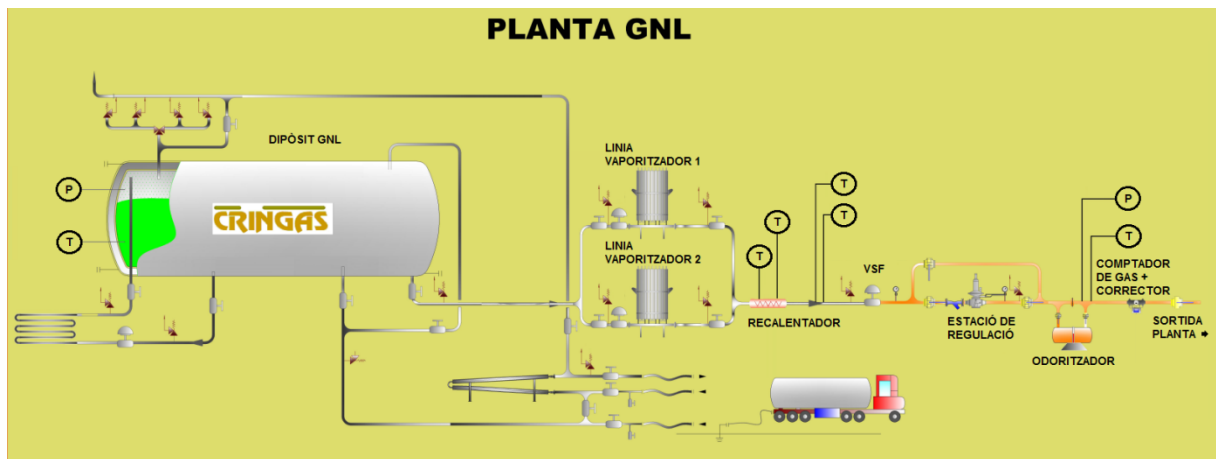 PLANTA GNL
DIPÒSIT GNL
P
T
CRINGAS
LINIA
VAPORITZADOR 1
LINIA
VAPORITZADOR 2
T
T
T
T
RECALENTADOR
VSF
P
T
COMPTADOR
DE GAS +
CORRECTOR
ESTACIÓ DE
REGULACIÓ
ODORITZADOR
SORTIDA
PLANTA